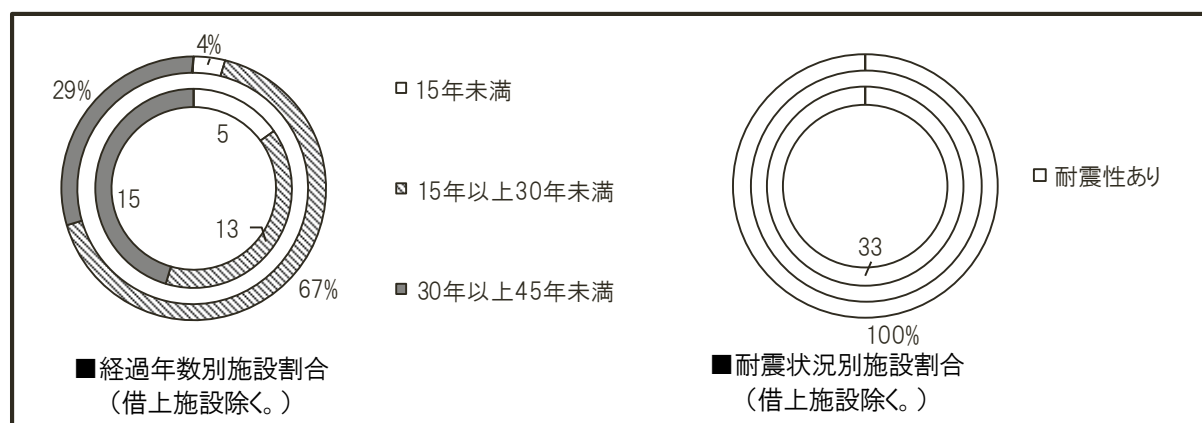 4%
29%
5
15
13
67%
□ 15年未満
▧ 15年以上30年未満
■ 30年以上45年未満
■経過年数別施設割合
（借上施設除く。）
33
100%
□ 耐震性あり
■耐震状況別施設割合
（借上施設除く。）